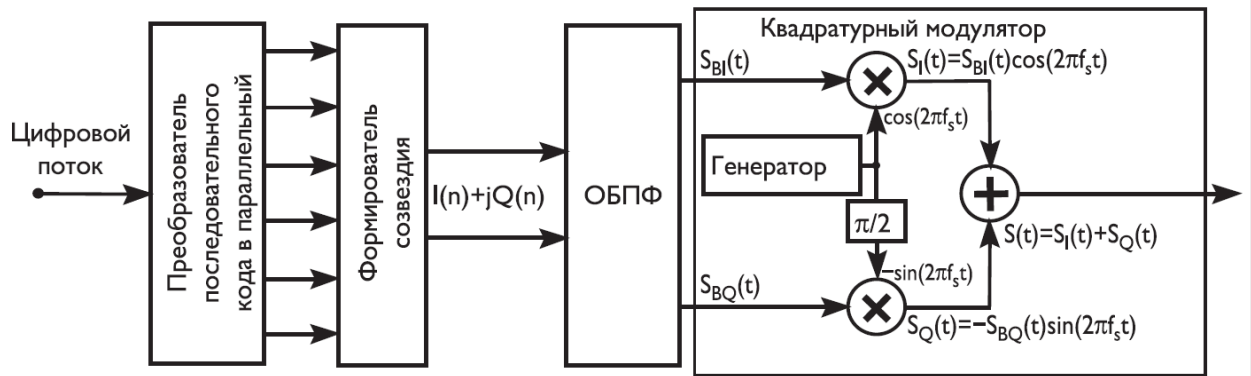 Цифровой
поток
Преобразователь
последовательного
кода в параллельный
Формирователь
созвездия
I(n)+jQ(n)
ОБПФ
Квадратурный модулятор
S_BI(t)
S_I(t)=S_BI(t)cos(2πf_st)
cos(2πf_st)
Генератор
π/2
S(t)=S_I(t)+S_Q(t)
−sin(2πf_st)
S_BQ(t)
S_Q(t)=−S_BQ(t)sin(2πf_st)